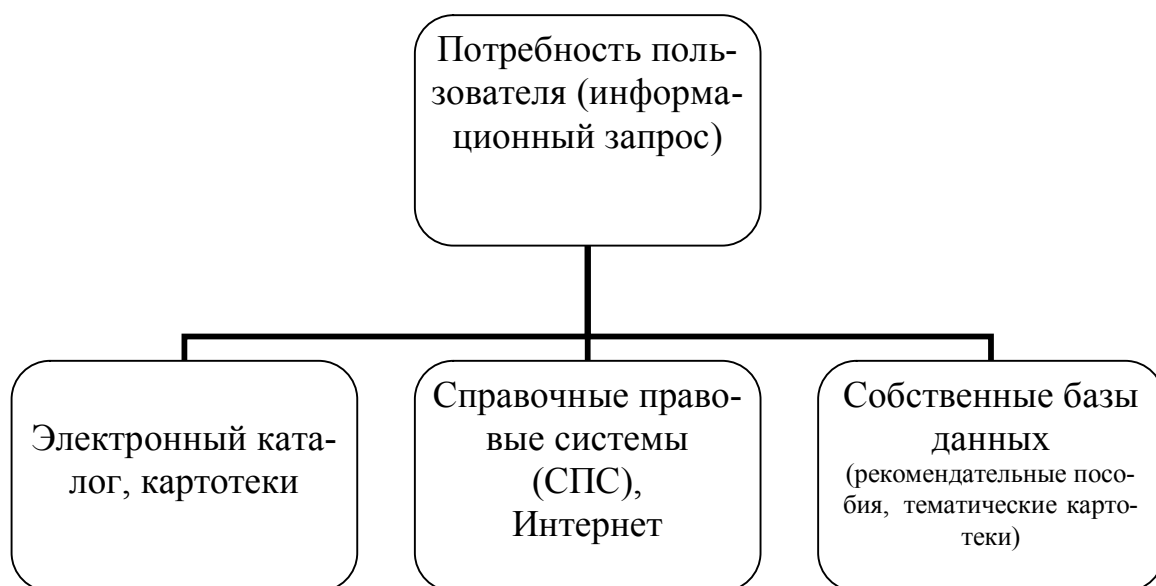 Потребность поль-
зователя (информа-
ционный запрос)
Электронный ката-
лог, картотеки
Справочные право-
вые системы
(СПС),
Интернет
Собственные базы
данных
(рекомендательные посо-
бия, тематические карто-
теки)